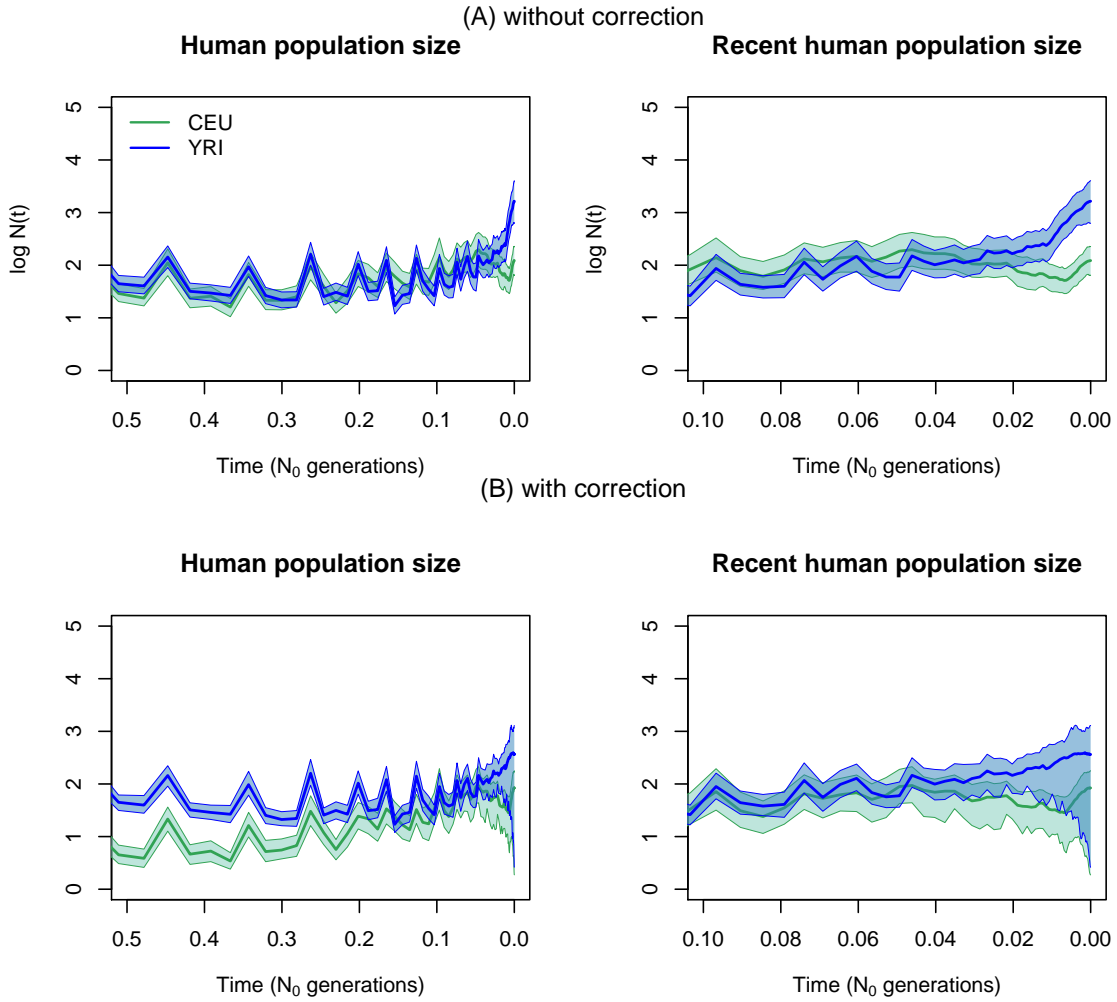 (A) without correction
Human population size
Recent human population size
log N(t)
5
4
3
2
1
0
CEU
YRI
0.5 0.4 0.3 0.2 0.1 0.0
Time (N₀ generations)
log N(t)
5
4
3
2
1
0
0.10 0.08 0.06 0.04 0.02 0.00
Time (N₀ generations)
(B) with correction
Human population size
Recent human population size
5
4
3
2
1
0
0.5 0.4 0.3 0.2 0.1 0.0
Time (N₀ generations)
5
4
3
2
1
0
0.10 0.08 0.06 0.04 0.02 0.00
Time (N₀ generations)